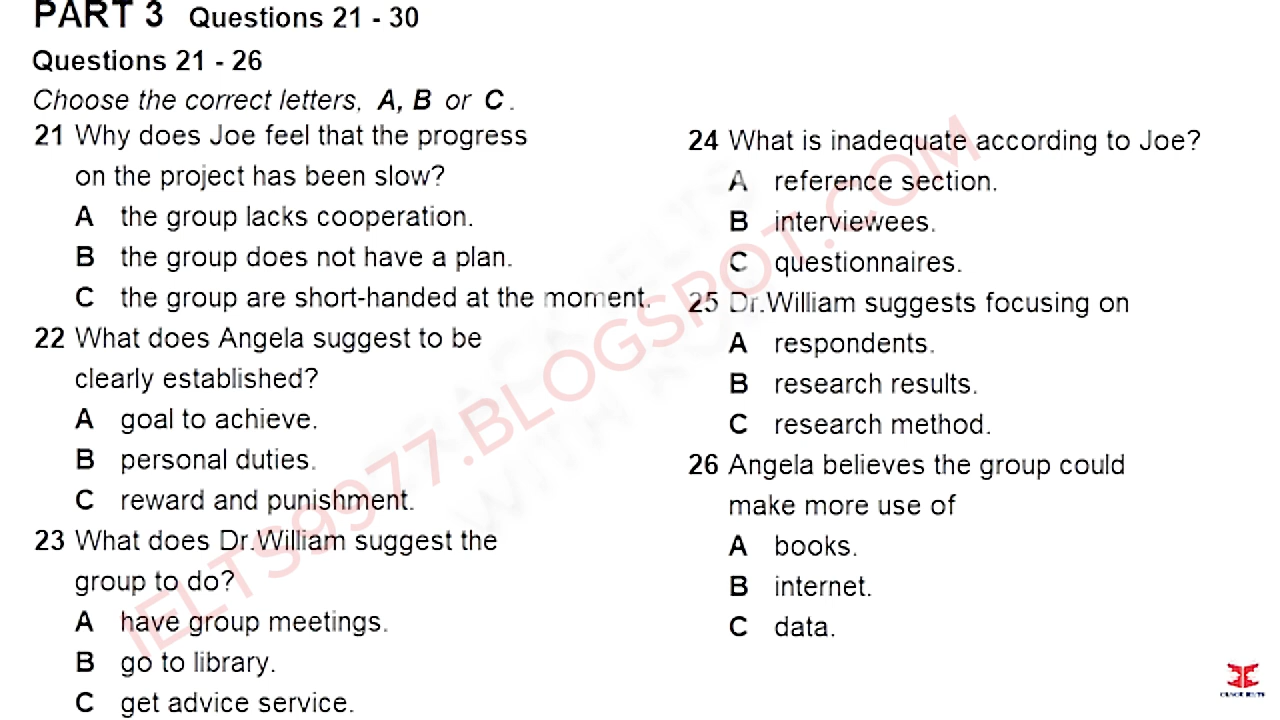 PART 3 Questions 21 - 30
Questions 21 - 26
Choose the correct letters, A, B or C.
21 Why does Joe feel that the progress
on the project has been slow?
A the group lacks cooperation.
B the group does not have a plan.
C the group are short-handed at the moment.
22 What does Angela suggest to be
clearly established?
A goal to achieve.
B personal duties.
C reward and punishment.
23 What does Dr.William suggest the
group to do?
A have group meetings.
B go to library.
C get advice service.
24 What is inadequate according to Joe?
A reference section.
B interviewees.
C questionnaires.
25 Dr.William suggests focusing on
A respondents.
B research results.
C research method.
26 Angela believes the group could
make more use of
A books.
B internet.
C data.
IELTS9977.BLOGSPOT.COM